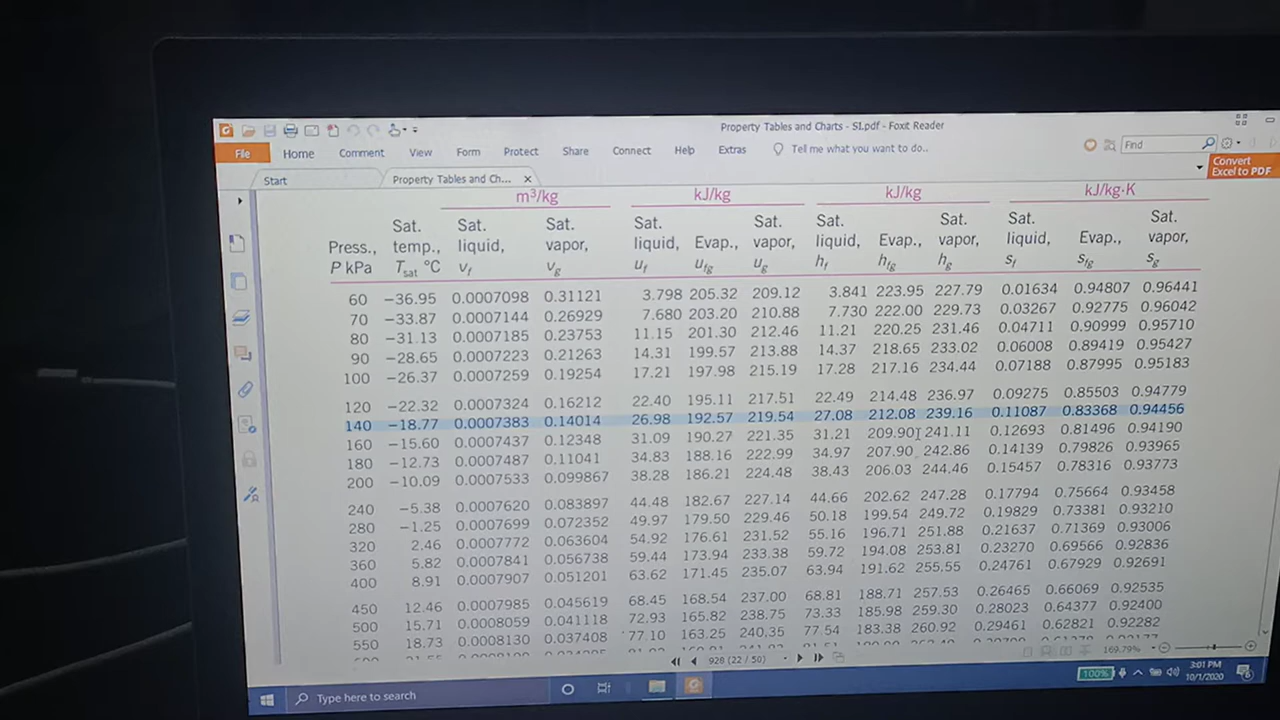 Property Tables and Charts - SI.pdf - Foxit Reader
File Home Comment View Form Protect Share Connect Help Extras Tell me what you want to do.. Find
Convert
Excel to PDF
Start Property Tables and Ch... ×
m³/kg kJ/kg kJ/kg kJ/kg·K
Sat. Sat. Sat. Sat. Sat. Sat. Sat. Sat. Sat.
Press., temp., liquid, vapor, liquid, Evap., vapor, liquid, Evap., vapor, liquid, Evap., vapor,
P kPa Tsat °C vf vg uf ufg ug hf hfg hg sf sfg sg
60 −36.95 0.0007098 0.31121 3.798 205.32 209.12 3.841 223.95 227.79 0.01634 0.94807 0.96441
70 −33.87 0.0007144 0.26929 7.680 203.20 210.88 7.730 222.00 229.73 0.03267 0.92775 0.96042
80 −31.13 0.0007185 0.23753 11.15 201.30 212.46 11.21 220.25 231.46 0.04711 0.90999 0.95710
90 −28.65 0.0007223 0.21263 14.31 199.57 213.88 14.37 218.65 233.02 0.06008 0.89419 0.95427
100 −26.37 0.0007259 0.19254 17.21 197.98 215.19 17.28 217.16 234.44 0.07188 0.87995 0.95183
120 −22.32 0.0007324 0.16212 22.40 195.11 217.51 22.49 214.48 236.97 0.09275 0.85503 0.94779
140 −18.77 0.0007383 0.14014 26.98 192.57 219.54 27.08 212.08 239.16 0.11087 0.83368 0.94456
160 −15.60 0.0007437 0.12348 31.09 190.27 221.35 31.21 209.90 241.11 0.12693 0.81496 0.94190
180 −12.73 0.0007487 0.11041 34.83 188.16 222.99 34.97 207.90 242.86 0.14139 0.79826 0.93965
200 −10.09 0.0007533 0.099867 38.28 186.21 224.48 38.43 206.03 244.46 0.15457 0.78316 0.93773
240 −5.38 0.0007620 0.083897 44.48 182.67 227.14 44.66 202.62 247.28 0.17794 0.75664 0.93458
280 −1.25 0.0007699 0.072352 49.97 179.50 229.46 50.18 199.54 249.72 0.19829 0.73381 0.93210
320 2.46 0.0007772 0.063604 54.92 176.61 231.52 55.16 196.71 251.88 0.21637 0.71369 0.93006
360 5.82 0.0007841 0.056738 59.44 173.94 233.38 59.72 194.08 253.81 0.23270 0.69566 0.92836
400 8.91 0.0007907 0.051201 63.62 171.45 235.07 63.94 191.62 255.55 0.24761 0.67929 0.92691
450 12.46 0.0007985 0.045619 68.45 168.54 237.00 68.81 188.71 257.53 0.26465 0.66069 0.92535
500 15.71 0.0008059 0.041118 72.93 165.82 238.75 73.33 185.98 259.30 0.28023 0.64377 0.92400
550 18.73 0.0008130 0.037408 77.10 163.25 240.35 77.54 183.38 260.92 0.29461 0.62821 0.92282
928 (22 / 50) 169.79%
Type here to search 100% 3:01 PM
10/1/2020